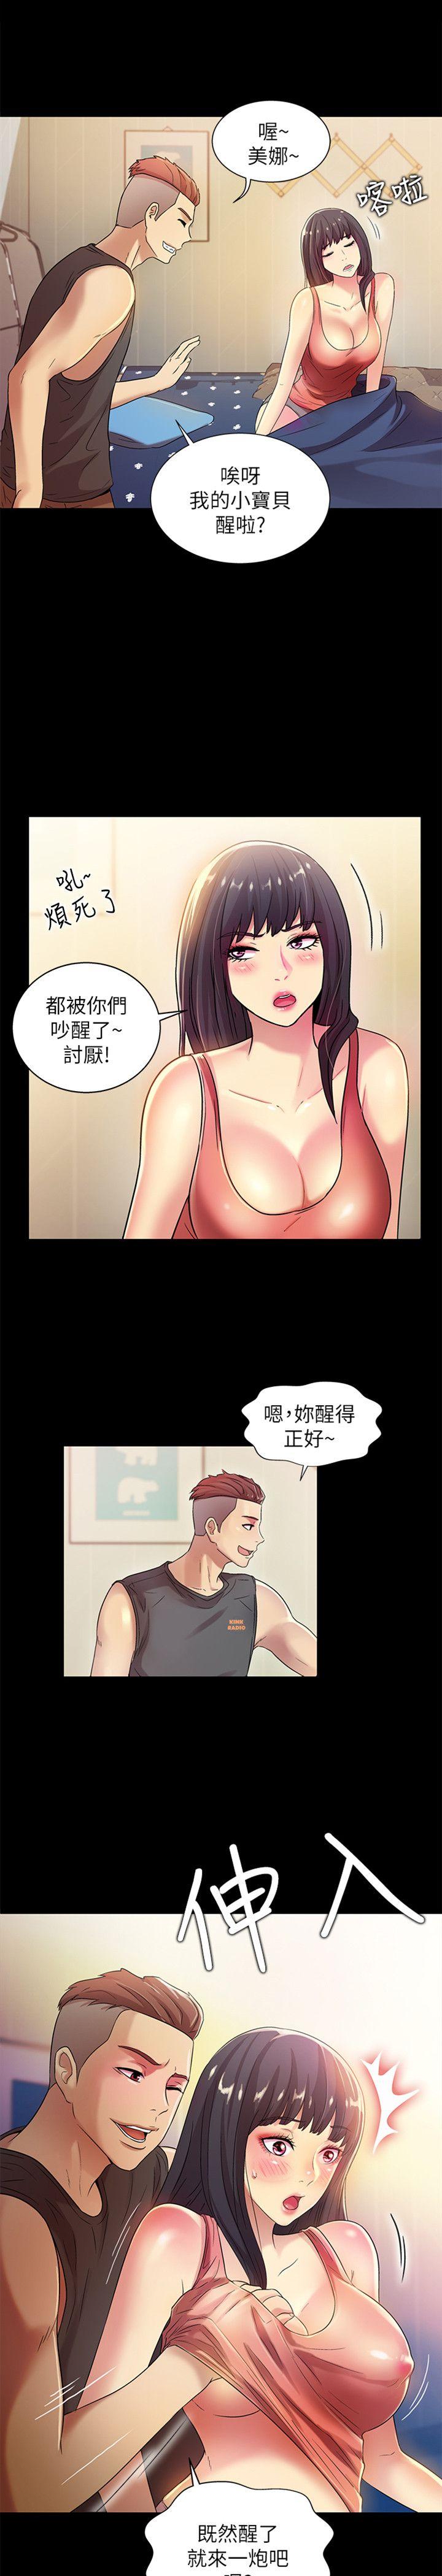 喔~
美娜~
喀啦
唉呀
我的小寶貝
醒啦?
吼~
煩死了
都被你們
吵醒了~
討厭!
嗯,妳醒得
正好~
KING
RADIO
伸入
既然醒了
就來一炮吧